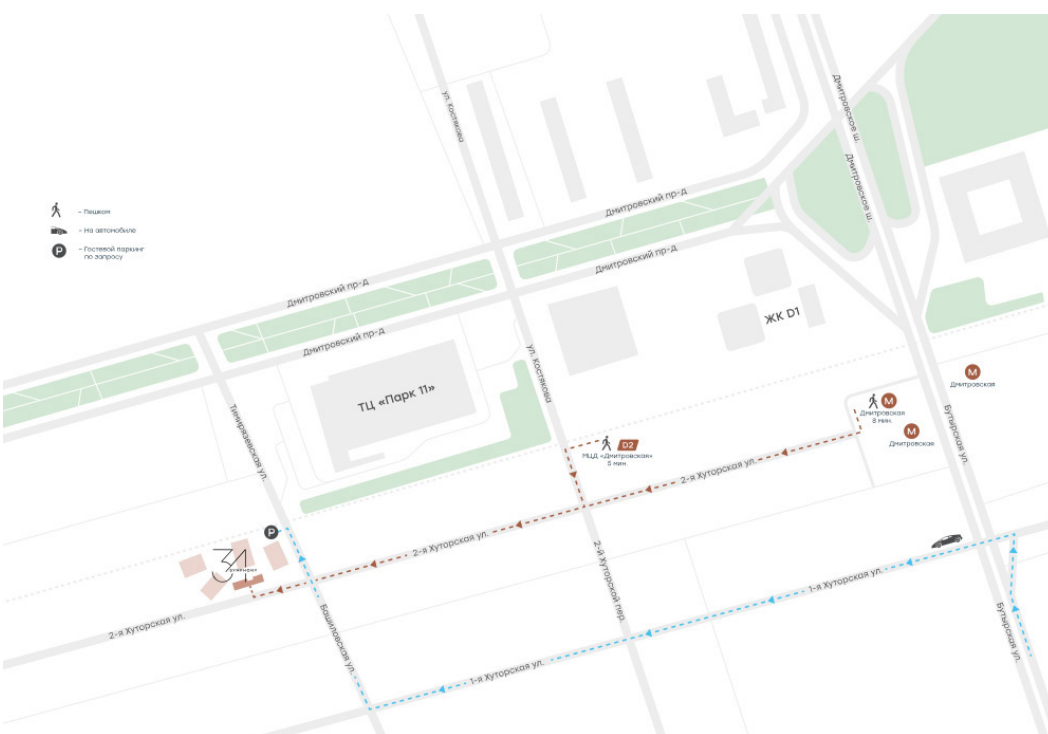 ул. Костякова
Дмитровское ш.
Дмитровское ш.
– Пешком
– На автомобиле
P
– Гостевой паркинг
по запросу
Дмитровский пр-д
Дмитровский пр-д
Дмитровский пр-д
Дмитровский пр-д
ЖК D1
ТЦ «Парк 11»
ул. Костякова
Тимирязевская ул.
M
Дмитровская
M
Дмитровская
8 мин.
M
Дмитровская
Бутырская ул.
D2
МЦД «Дмитровская»
5 мин.
2-я Хуторская ул.
2-я Хуторская ул.
P
31
2-я Хуторская ул.
2-й Хуторской пер.
1-я Хуторская ул.
Башиловская ул.
Бутырская ул.
1-я Хуторская ул.